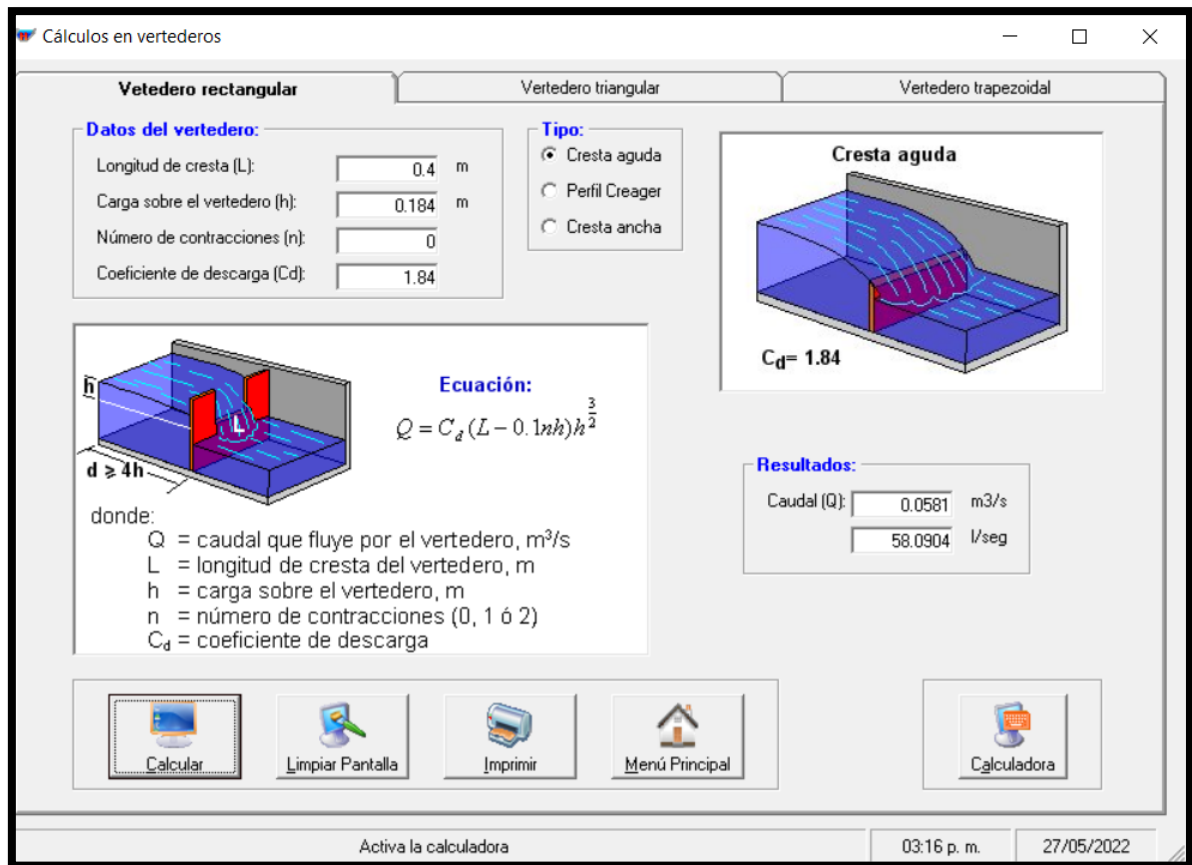 Cálculos en vertederos
Vetedero rectangular
Vertedero triangular
Vertedero trapezoidal
Datos del vertedero:
Longitud de cresta (L): 0.4 m
Carga sobre el vertedero (h): 0.184 m
Número de contracciones (n): 0
Coeficiente de descarga (Cd): 1.84
Tipo:
Cresta aguda
Perfil Creager
Cresta ancha
Cresta aguda
Cd= 1.84
h
L
d ≥ 4h
Ecuación:
Q = Cd (L − 0.1nh)h^(3/2)
donde:
Q = caudal que fluye por el vertedero, m³/s
L = longitud de cresta del vertedero, m
h = carga sobre el vertedero, m
n = número de contracciones (0, 1 ó 2)
Cd = coeficiente de descarga
Resultados:
Caudal (Q): 0.0581 m3/s
58.0904 l/seg
Calcular
Limpiar Pantalla
Imprimir
Menú Principal
Calculadora
Activa la calculadora
03:16 p. m.
27/05/2022